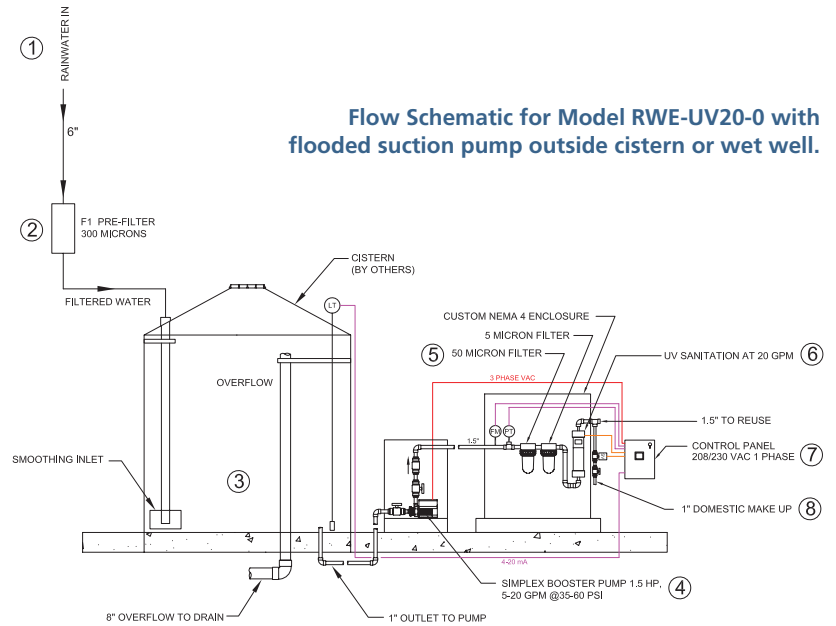 ①
RAINWATER IN
6"
Flow Schematic for Model RWE-UV20-0 with
flooded suction pump outside cistern or wet well.
②
F1 PRE-FILTER
300 MICRONS
FILTERED WATER
CISTERN
(BY OTHERS)
LT
CUSTOM NEMA 4 ENCLOSURE
5 MICRON FILTER
⑤
50 MICRON FILTER
UV SANITATION AT 20 GPM
⑥
3 PHASE VAC
OVERFLOW
1.5"
FM
PT
1.5" TO REUSE
SMOOTHING INLET
③
CONTROL PANEL
208/230 VAC 1 PHASE
⑦
1" DOMESTIC MAKE UP
⑧
4-20 mA
SIMPLEX BOOSTER PUMP 1.5 HP,
5-20 GPM @35-60 PSI
④
8" OVERFLOW TO DRAIN
1" OUTLET TO PUMP